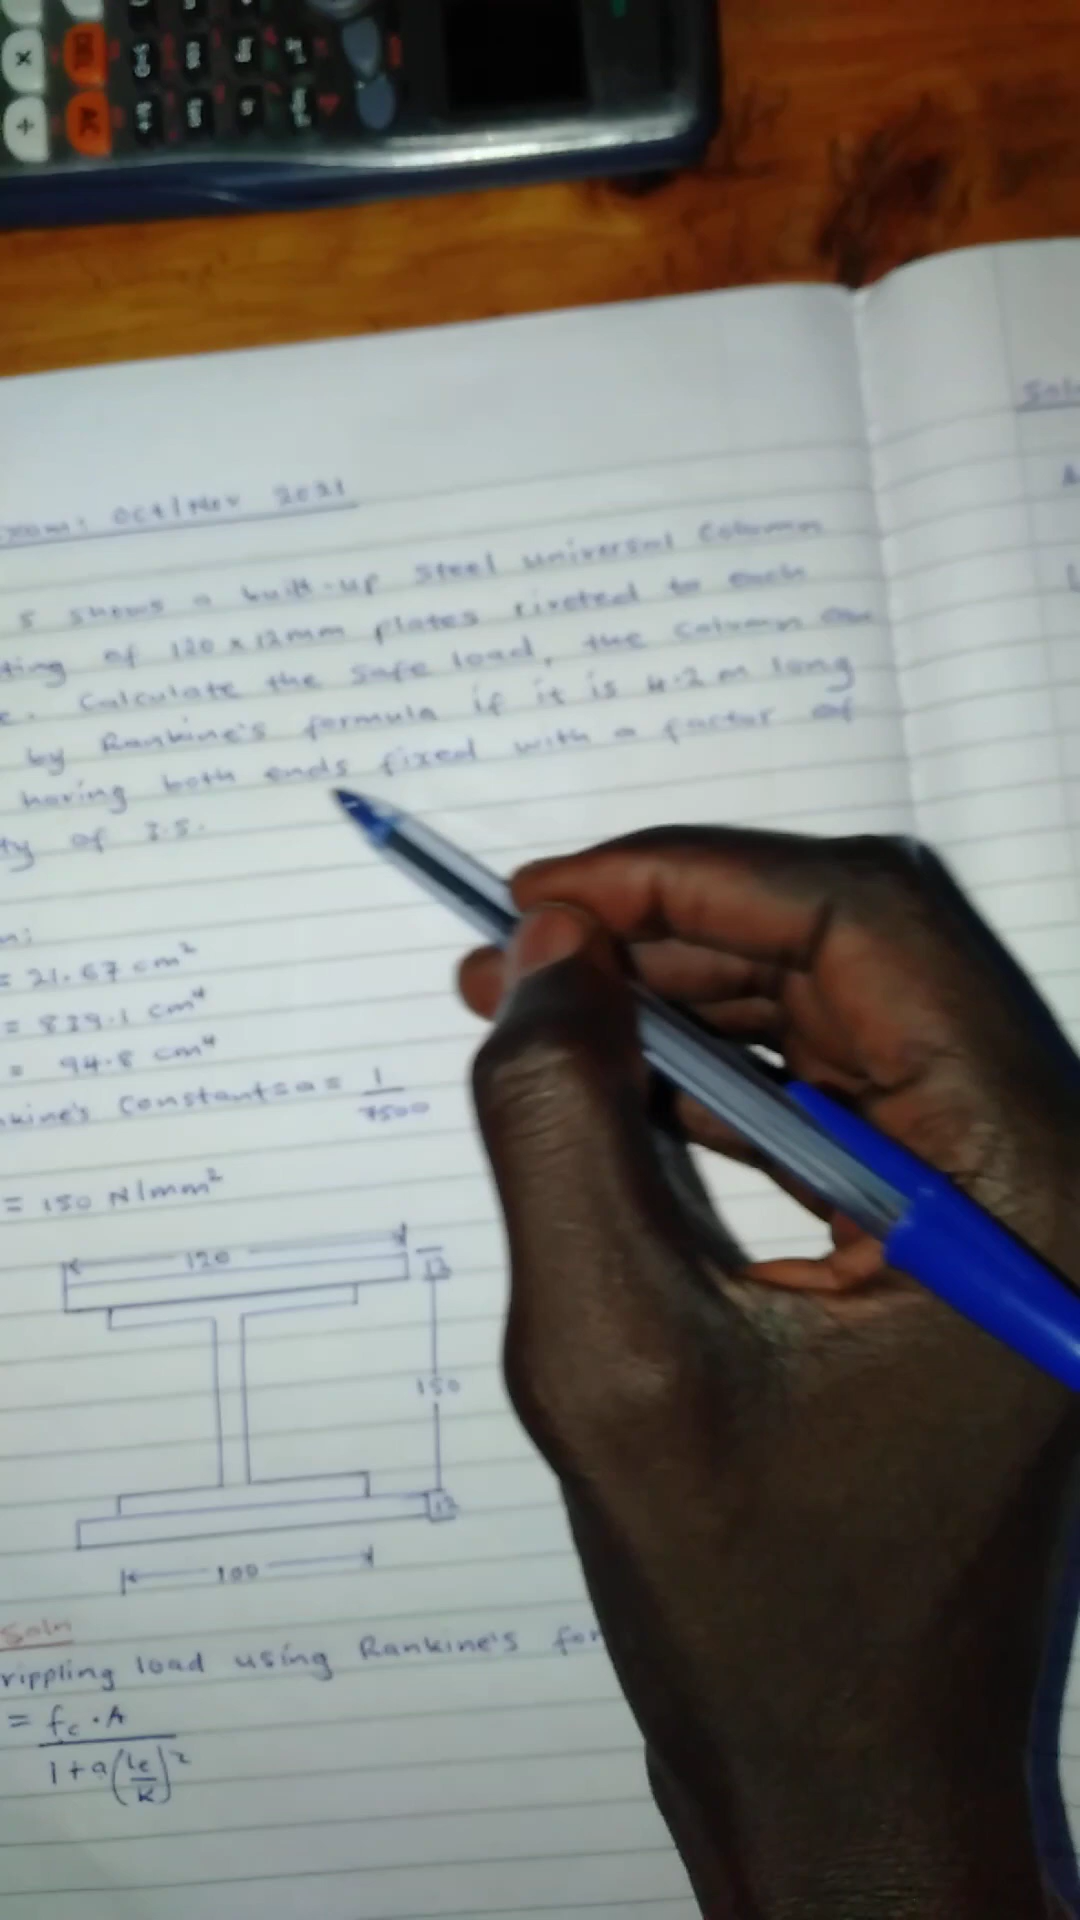 Exam: Oct/Nov 2021
5 shows a built-up steel universal column
ting of 120 x 12mm plates riveted to each
e. Calculate the safe load, the column can
by Rankine's formula if it is 4.2 m long
having both ends fixed with a factor of
ty of 3.5.
n:
= 21.67 cm²
= 839.1 cm⁴
= 94.8 cm⁴
nkine's constant = a = 1/7500
= 150 N/mm²
120
12
150
12
100
Soln
rippling load using Rankine's for
= fc . A
1 + a (Le/K)²
Soln